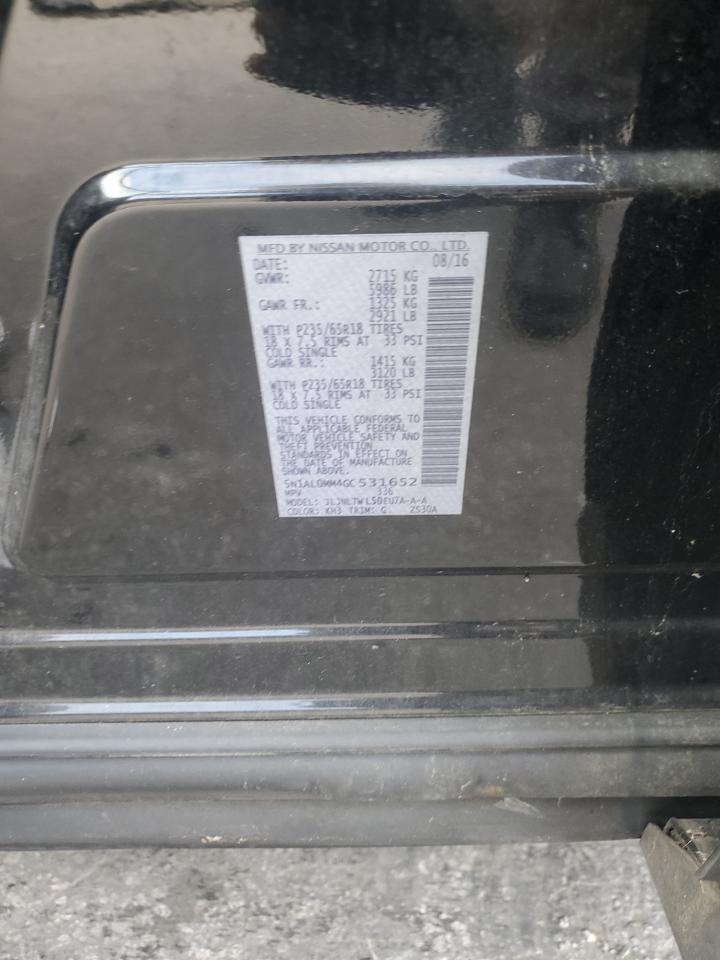 MFD BY NISSAN MOTOR CO., LTD.
DATE: 08/16
GVWR: 2715 KG
5986 LB
GAWR FR.: 1325 KG
2921 LB
WITH P235/65R18 TIRES
18 X 7.5 RIMS AT 33 PSI
COLD SINGLE
GAWR RR.: 1415 KG
3120 LB
WITH P235/65R18 TIRES
18 X 7.5 RIMS AT 33 PSI
COLD SINGLE
THIS VEHICLE CONFORMS TO
ALL APPLICABLE FEDERAL
MOTOR VEHICLE SAFETY AND
THEFT PREVENTION
STANDARDS IN EFFECT ON
SHOWN ABOVE.
5N1AL0MM4GC531652
MPV 336
MODEL: JLJNLTWL50EU7A-A-A
COLOR: KH3 TRIM: G ZS30A